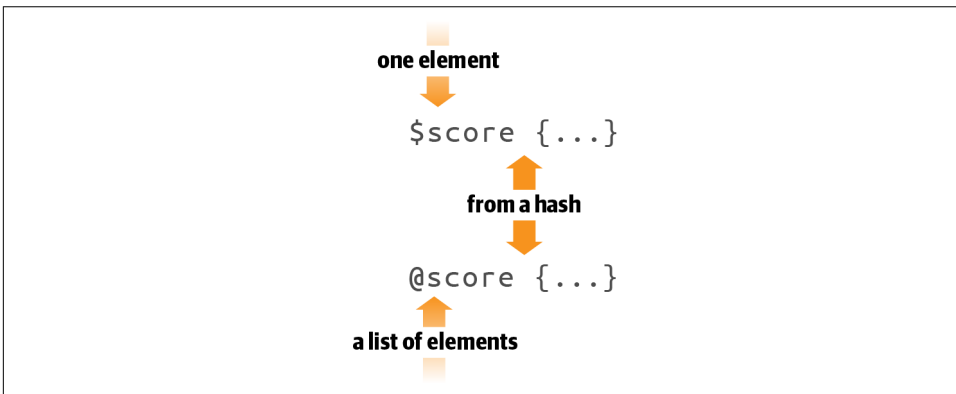 one element
$score {...}
from a hash
@score {...}
a list of elements